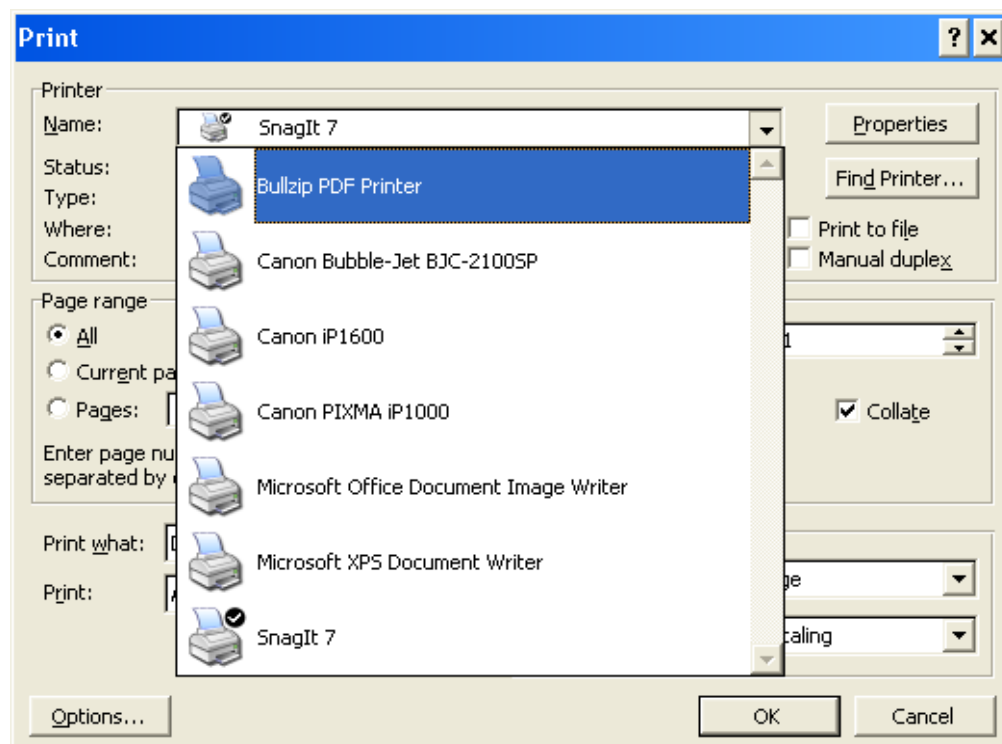 Print
Printer
Name:
SnagIt 7
Properties
Status:
Find Printer...
Type:
Where:
Print to file
Comment:
Manual duplex
Bullzip PDF Printer
Canon Bubble-Jet BJC-2100SP
Canon iP1600
Canon PIXMA iP1000
Microsoft Office Document Image Writer
Microsoft XPS Document Writer
SnagIt 7
Page range
All
1
Current pa
Pages:
Collate
Enter page nu
separated by
Print what:
Print:
ge
caling
Options...
OK
Cancel